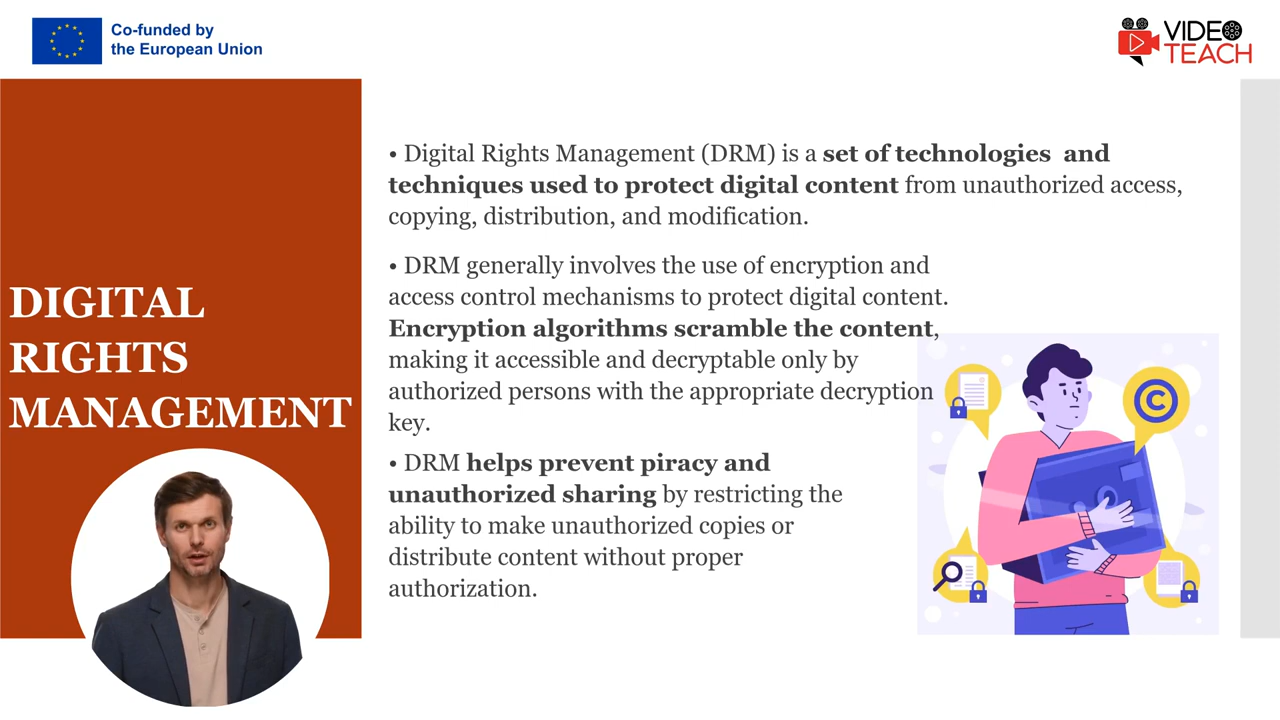 Co-funded by
the European Union
VIDEO
TEACH
DIGITAL
RIGHTS
MANAGEMENT
• Digital Rights Management (DRM) is a set of technologies  and
techniques used to protect digital content from unauthorized access,
copying, distribution, and modification.
• DRM generally involves the use of encryption and
access control mechanisms to protect digital content.
Encryption algorithms scramble the content,
making it accessible and decryptable only by
authorized persons with the appropriate decryption
key.
• DRM helps prevent piracy and
unauthorized sharing by restricting the
ability to make unauthorized copies or
distribute content without proper
authorization.
©